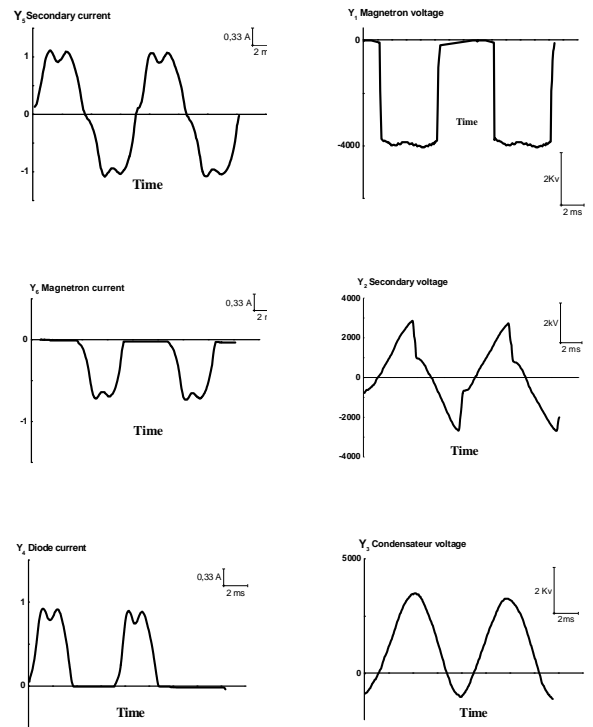 Y5 Secondary current
0,33 A
2 m
1
0
-1
Time
Y1 Magnetron voltage
0
-4000
Time
2Kv
2 ms
Y6 Magnetron current
0,33 A
0
-1
Time
Y2 Secondary voltage
4000
2000
0
-2000
-4000
2kV
2 ms
Time
Y4 Diode current
0,33 A
2 ms
1
0
Time
Y3 Condensateur voltage
5000
0
2 Kv
2ms
Time